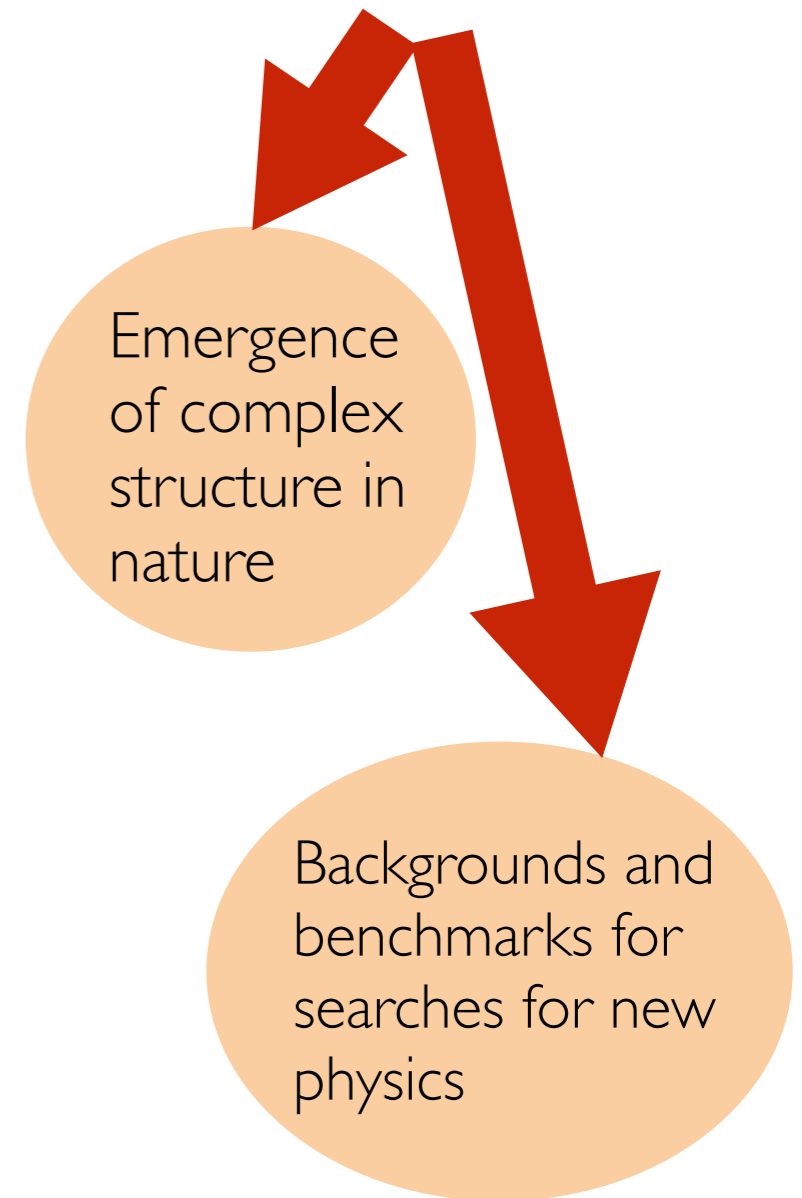 Emergence
of complex
structure in
nature
Backgrounds and
benchmarks for
searches for new
physics